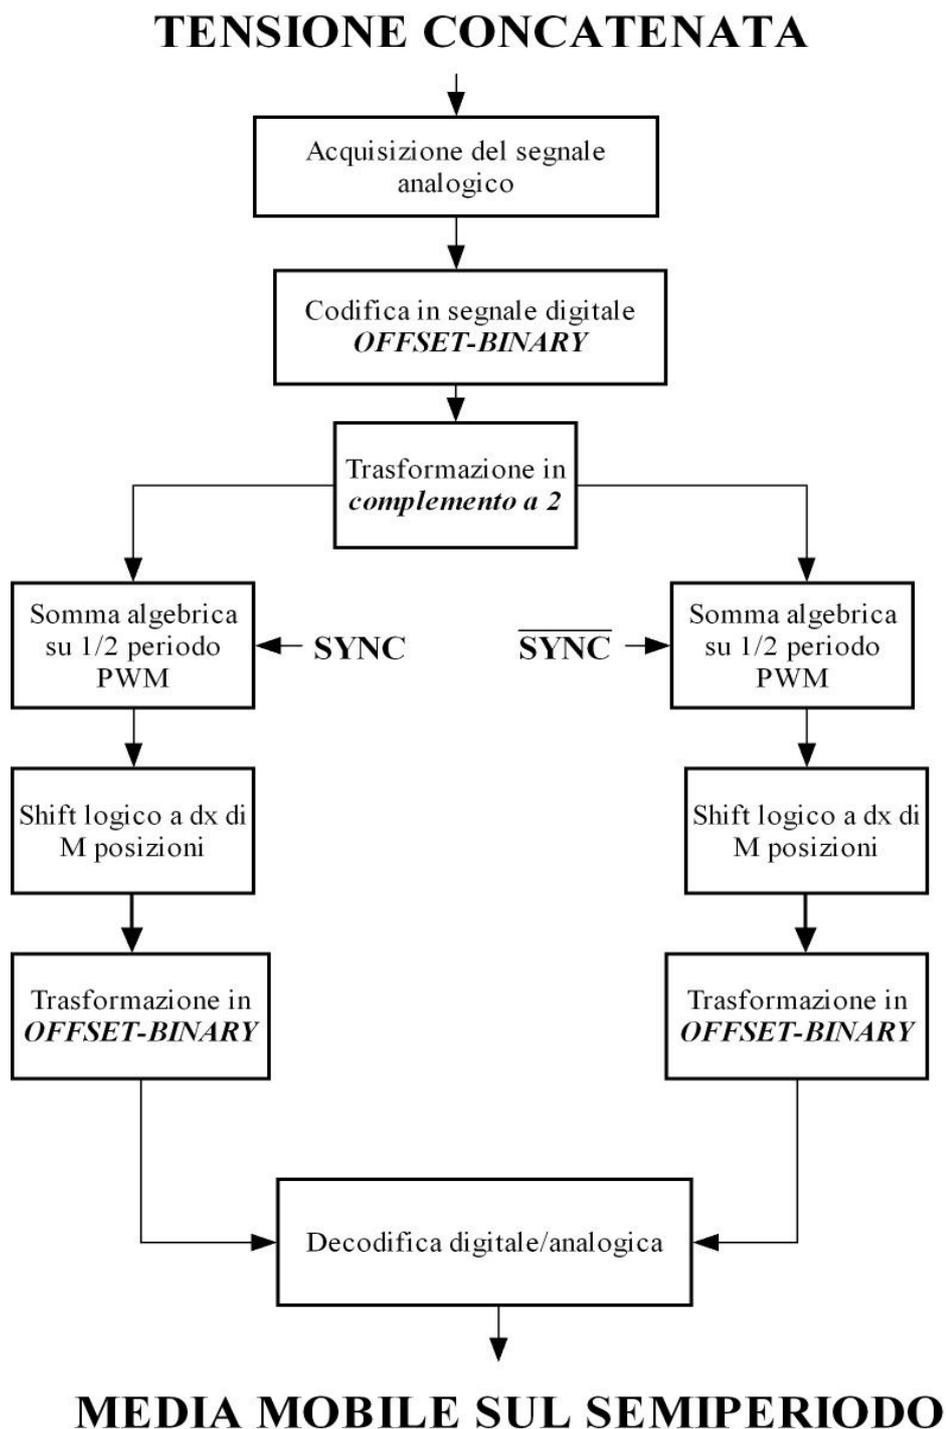 TENSIONE CONCATENATA
Acquisizione del segnale
analogico
Codifica in segnale digitale
OFFSET-BINARY
Trasformazione in
complemento a 2
Somma algebrica
su 1/2 periodo
PWM
SYNC
SYNC
Somma algebrica
su 1/2 periodo
PWM
Shift logico a dx di
M posizioni
Shift logico a dx di
M posizioni
Trasformazione in
OFFSET-BINARY
Trasformazione in
OFFSET-BINARY
Decodifica digitale/analogica
MEDIA MOBILE SUL SEMIPERIODO